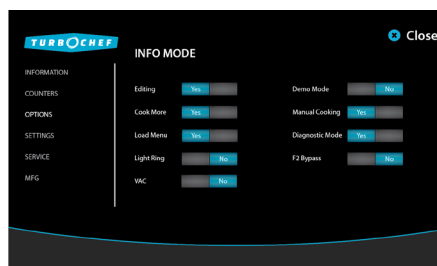 TURBOCHEF
Close
INFO MODE
INFORMATION
COUNTERS
OPTIONS
SETTINGS
SERVICE
MFG
Editing Yes
Cook More Yes
Load Menu Yes
Light Ring No
VAC No
Demo Mode No
Manual Cooking Yes
Diagnostic Mode Yes
F2 Bypass No